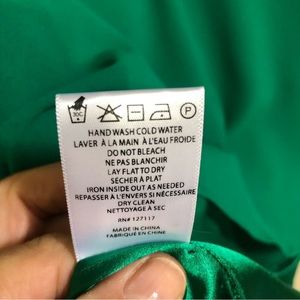 30C P
HAND WASH COLD WATER
LAVER À LA MAIN À L'EAU FROIDE
DO NOT BLEACH
NE PAS BLANCHIR
LAY FLAT TO DRY
SÉCHER À PLAT
IRON INSIDE OUT AS NEEDED
REPASSER À L'ENVERS SI NÉCESSAIRE
DRY CLEAN
NETTOYAGE À SEC
RN# 127117
MADE IN CHINA
FABRIQUÉ EN CHINE